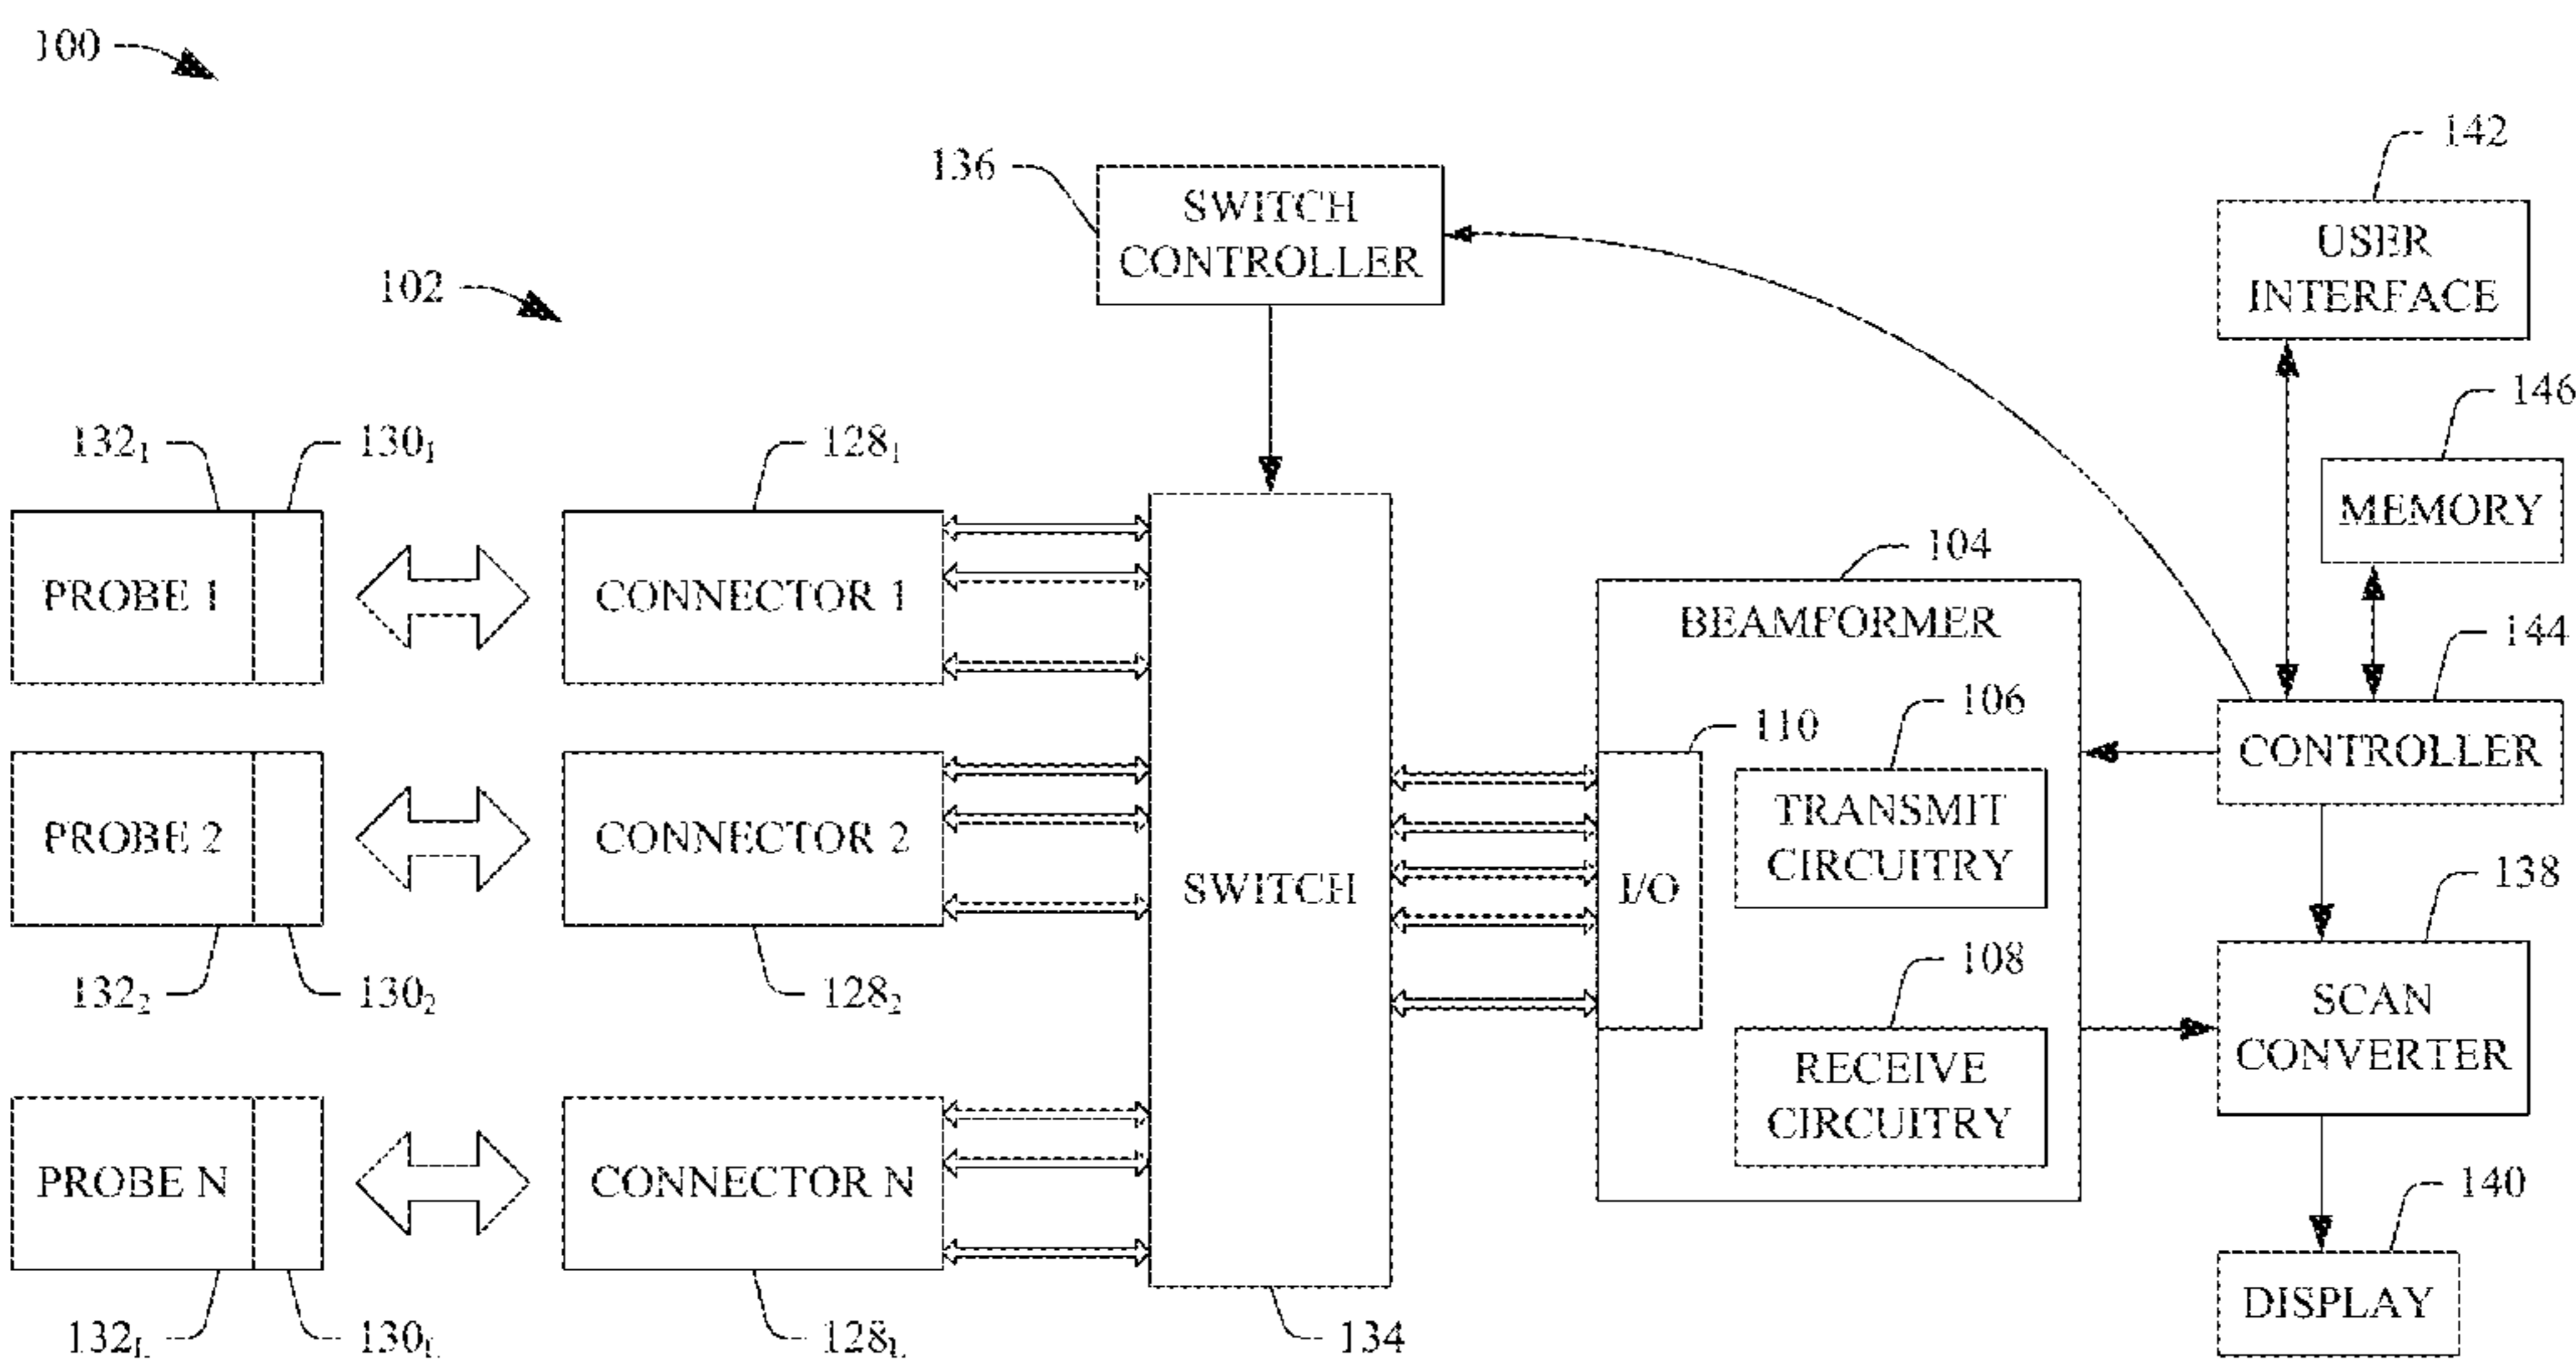 100
142
136
SWITCH
CONTROLLER
USER
INTERFACE
102
146
132₁
130₁
128₁
MEMORY
104
PROBE 1
CONNECTOR 1
BEAMFORMER
144
106
110
CONTROLLER
TRANSMIT
CIRCUITRY
PROBE 2
CONNECTOR 2
SWITCH
I/O
138
108
132₂
130₂
128₂
SCAN
CONVERTER
RECEIVE
CIRCUITRY
PROBE N
CONNECTOR N
140
DISPLAY
132L
130L
128L
134